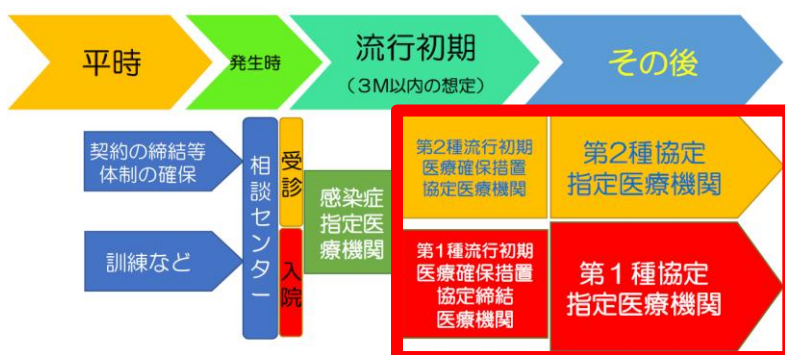 平時
発生時
流行初期
（3M以内の想定）
その後
契約の締結等
体制の確保
訓練など
相談センター
受診
入院
感染症
指定医
療機関
第2種流行初期
医療確保措置
協定医療機関
第2種協定
指定医療機関
第1種流行初期
医療確保措置
協定締結
医療機関
第１種協定
指定医療機関